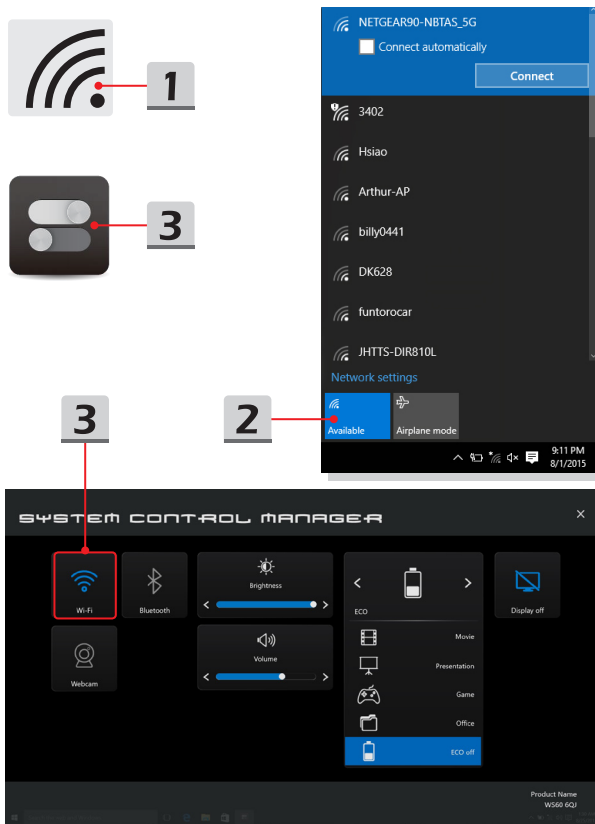 1
NETGEAR90-NBTAS_5G
Connect automatically
Connect
3402
Hsiao
3
Arthur-AP
billy0441
DK628
funtorocar
JHTTS-DIR810L
Network settings
3
2
Available
Airplane mode
9:11 PM
8/1/2015
SYSTEM CONTROL MANAGER
Wi-Fi
Bluetooth
Brightness
ECO
Display off
Movie
Webcam
Volume
Presentation
Game
Office
ECO off
Product Name
WS60 6QJ